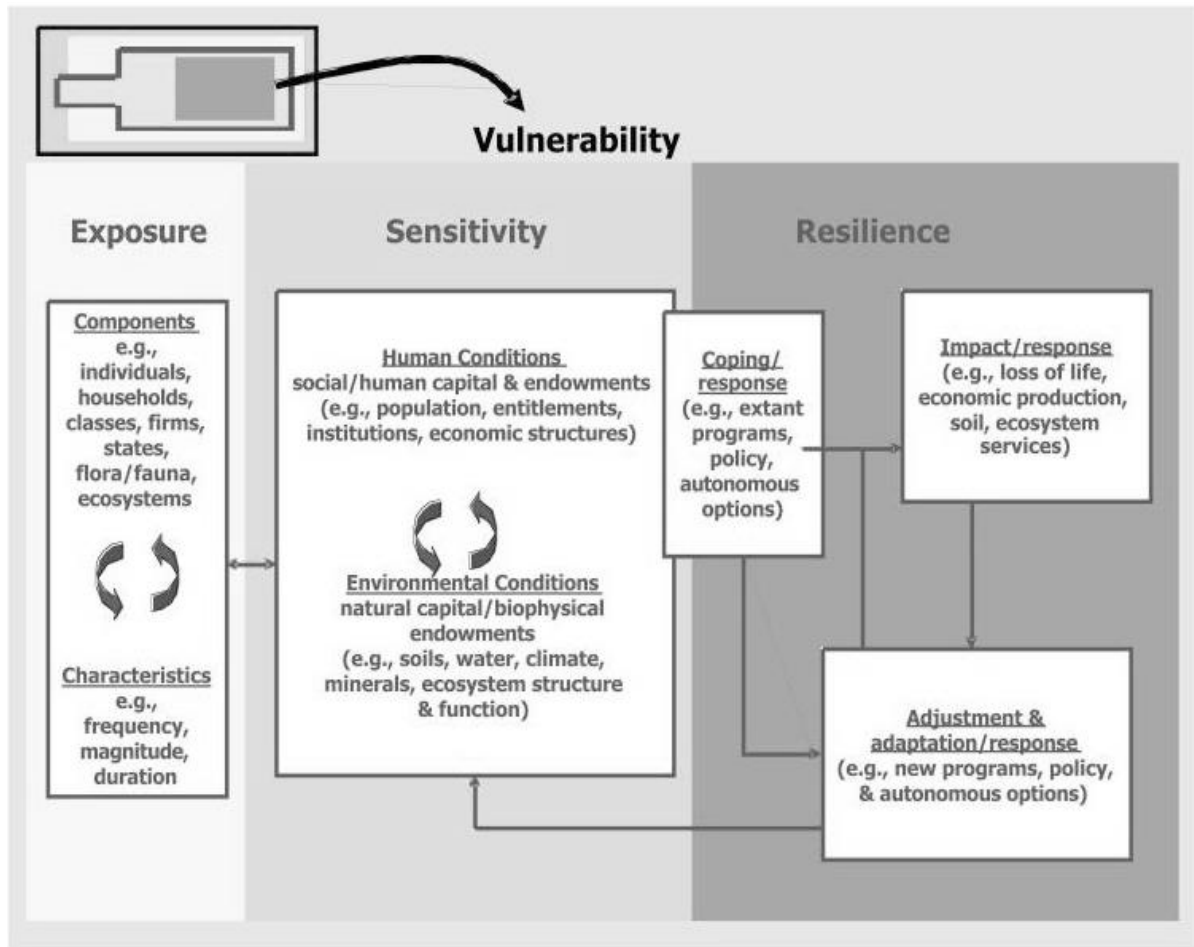 Vulnerability
Exposure
Sensitivity
Resilience
Components
e.g.,
individuals,
households,
classes, firms,
states,
flora/fauna,
ecosystems
Characteristics
e.g.,
frequency,
magnitude,
duration
Human Conditions
social/human capital & endowments
(e.g., population, entitlements,
institutions, economic structures)
Environmental Conditions
natural capital/biophysical
endowments
(e.g., soils, water, climate,
minerals, ecosystem structure
& function)
Coping/
response
(e.g., extant
programs,
policy,
autonomous
options)
Impact/response
(e.g., loss of life,
economic production,
soil, ecosystem
services)
Adjustment &
adaptation/response
(e.g., new programs, policy,
& autonomous options)